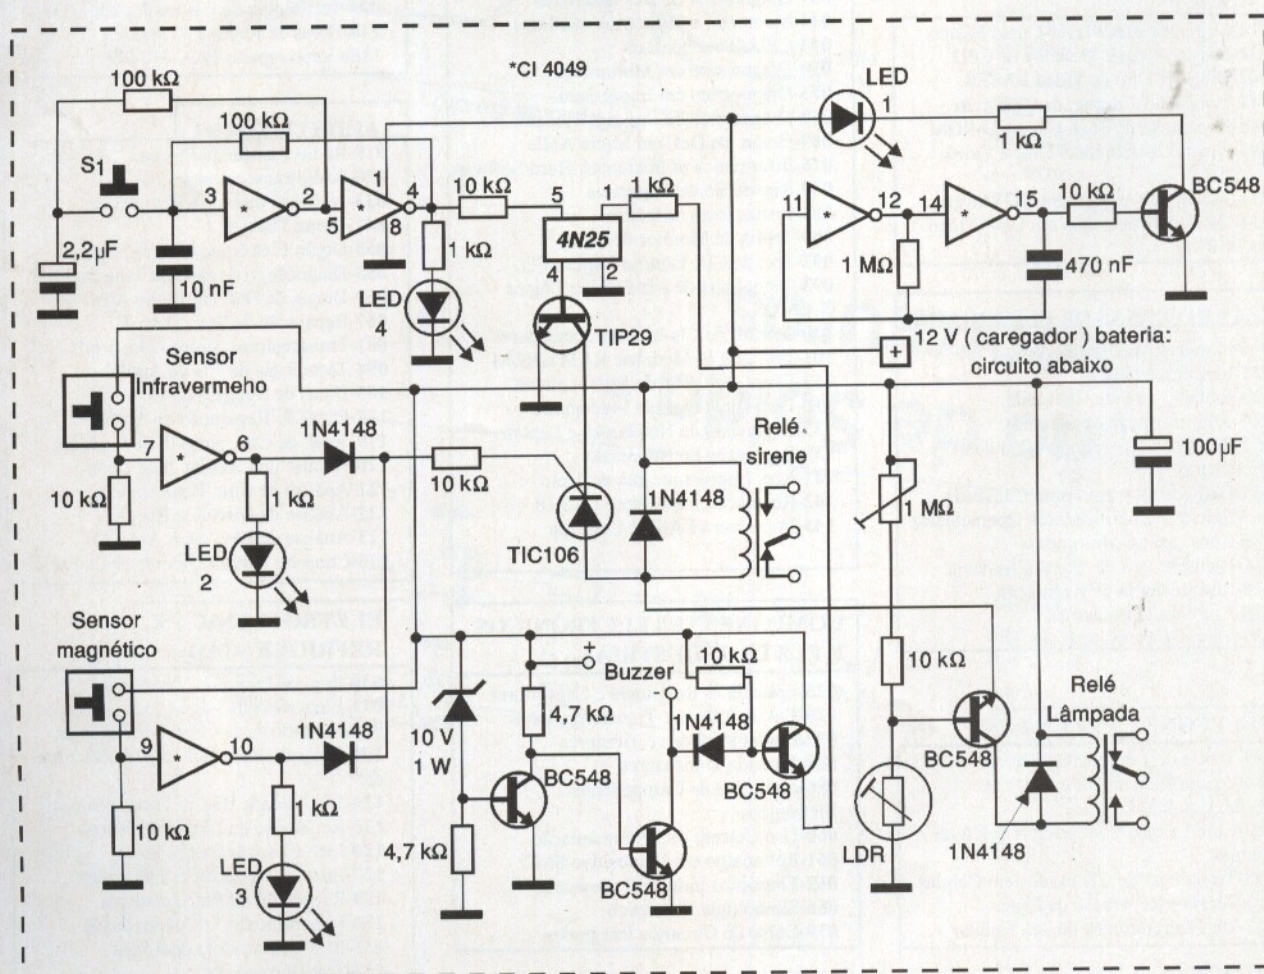 *CI 4049
100 kΩ
100 kΩ
S1
2,2µF
10 nF
3
*
2
5
*
1
4
8
10 kΩ
1 kΩ
LED
4
5
4N25
4
1
2
1 kΩ
TIP29
LED
1
1 kΩ
11
*
12
14
*
15
10 kΩ
BC548
1 MΩ
470 nF
+
12 V ( caregador ) bateria:
circuito abaixo
Sensor
Infravermeho
7
*
6
1N4148
10 kΩ
1 kΩ
LED
2
10 kΩ
TIC106
1N4148
Relé.
sirene
1 MΩ
100µF
Sensor
magnético
9
*
10
1N4148
10 kΩ
1 kΩ
LED
3
10 V
1 W
4,7 kΩ
4,7 kΩ
BC548
+
Buzzer
-
10 kΩ
1N4148
BC548
BC548
10 kΩ
LDR
BC548
Relé
Lâmpada
1N4148